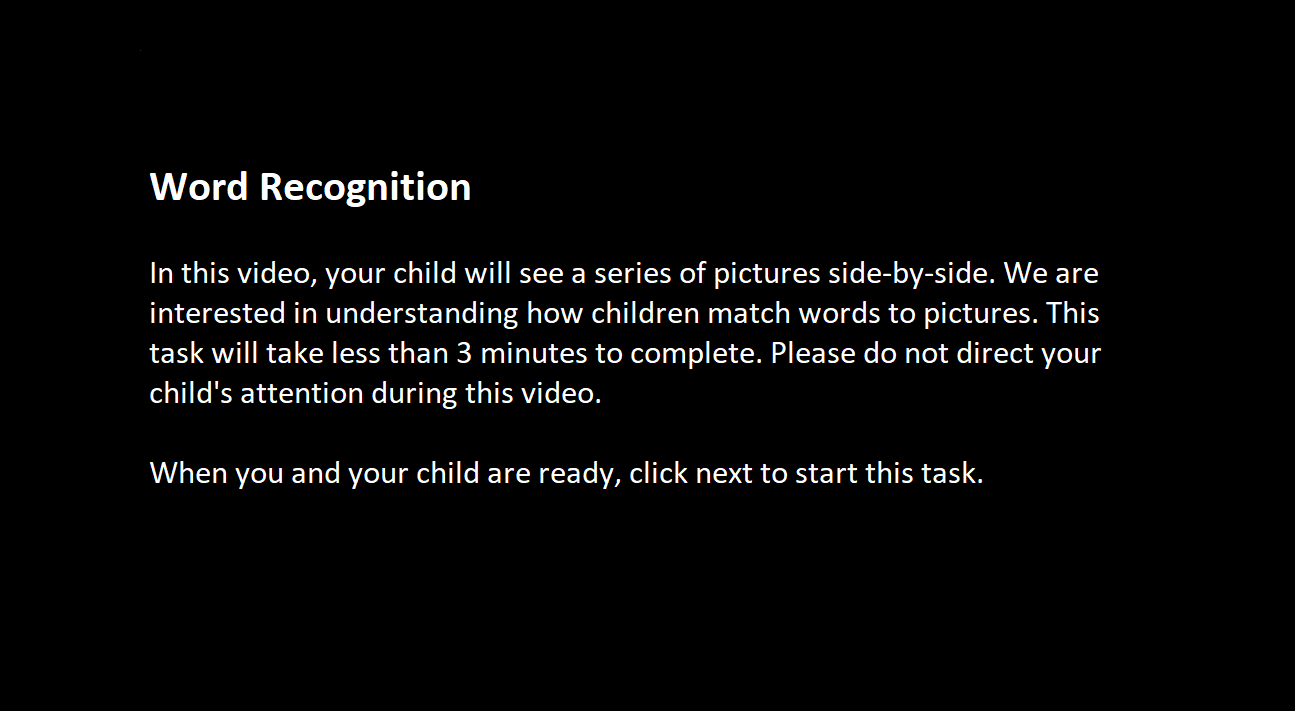 Word Recognition
In this video, your child will see a series of pictures side-by-side. We are
interested in understanding how children match words to pictures. This
task will take less than 3 minutes to complete. Please do not direct your
child's attention during this video.
When you and your child are ready, click next to start this task.